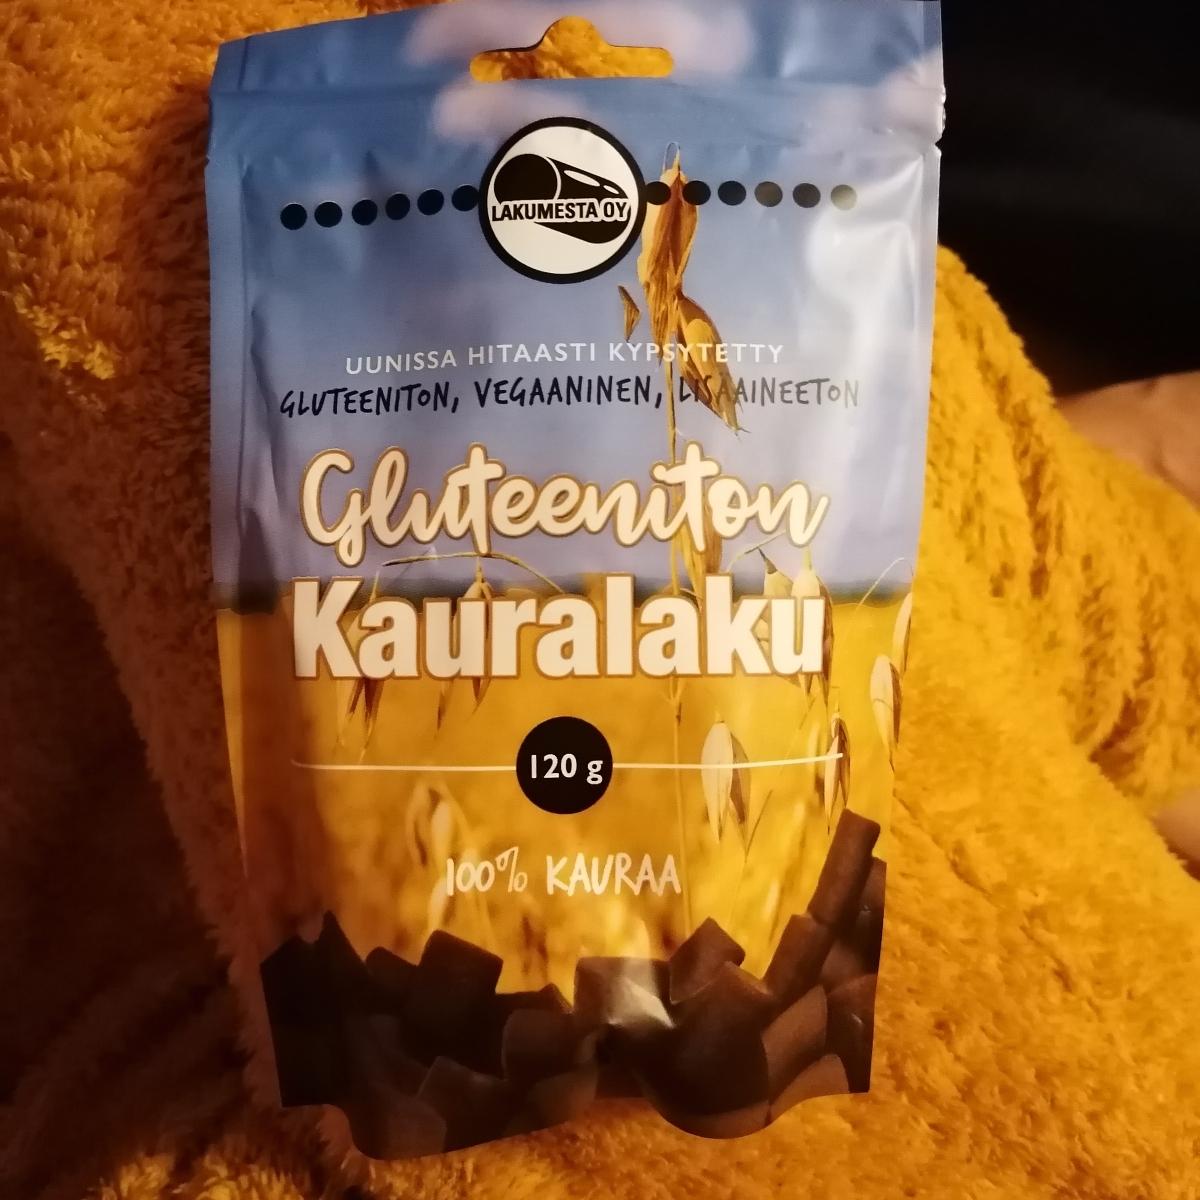 LAKUMESTA OY
UUNISSA HITAASTI KYPSYTETTY
GLUTEENITON, VEGAANINEN, LISÄAINEETON
Gluteeniton
Kauralaku
120 g
100% KAURAA